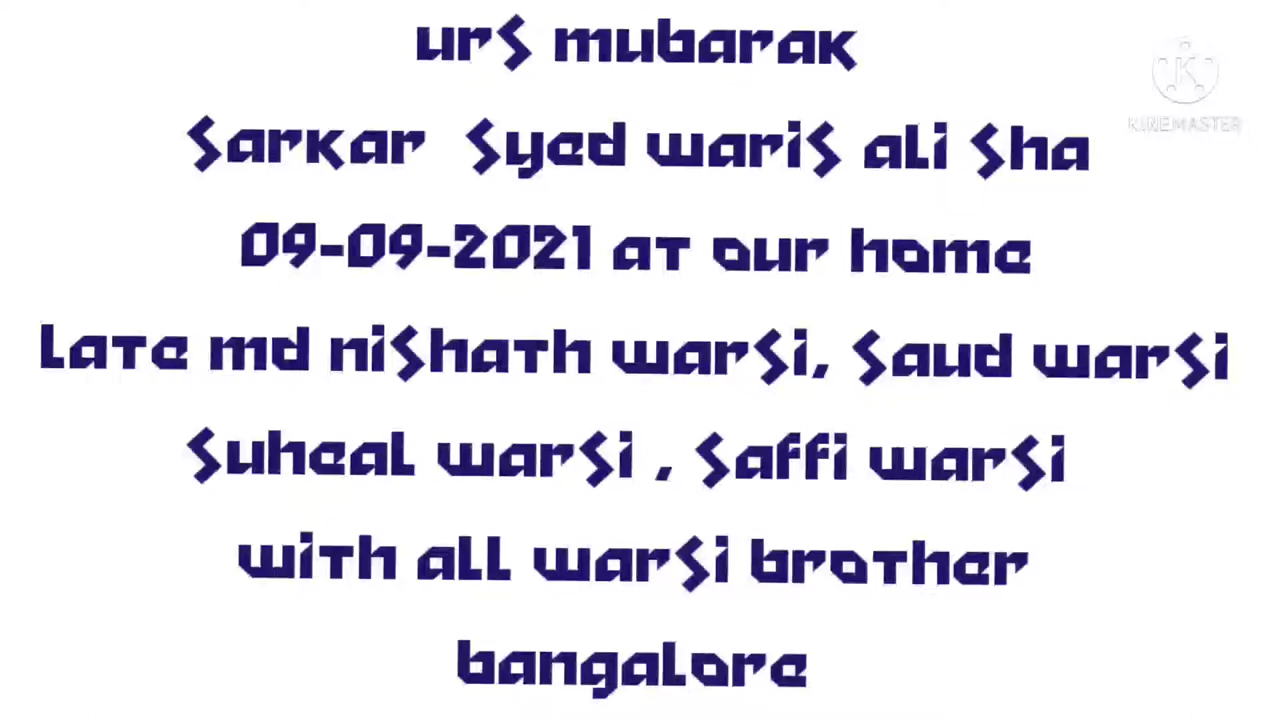 urs mubarak
KINEMASTER
Sarkar Syed waris ali Sha
09-09-2021 at our home
Late md nishath warsi, Saud warsi
Suheal warsi , Saffi warsi
with all warsi brother
bangalore